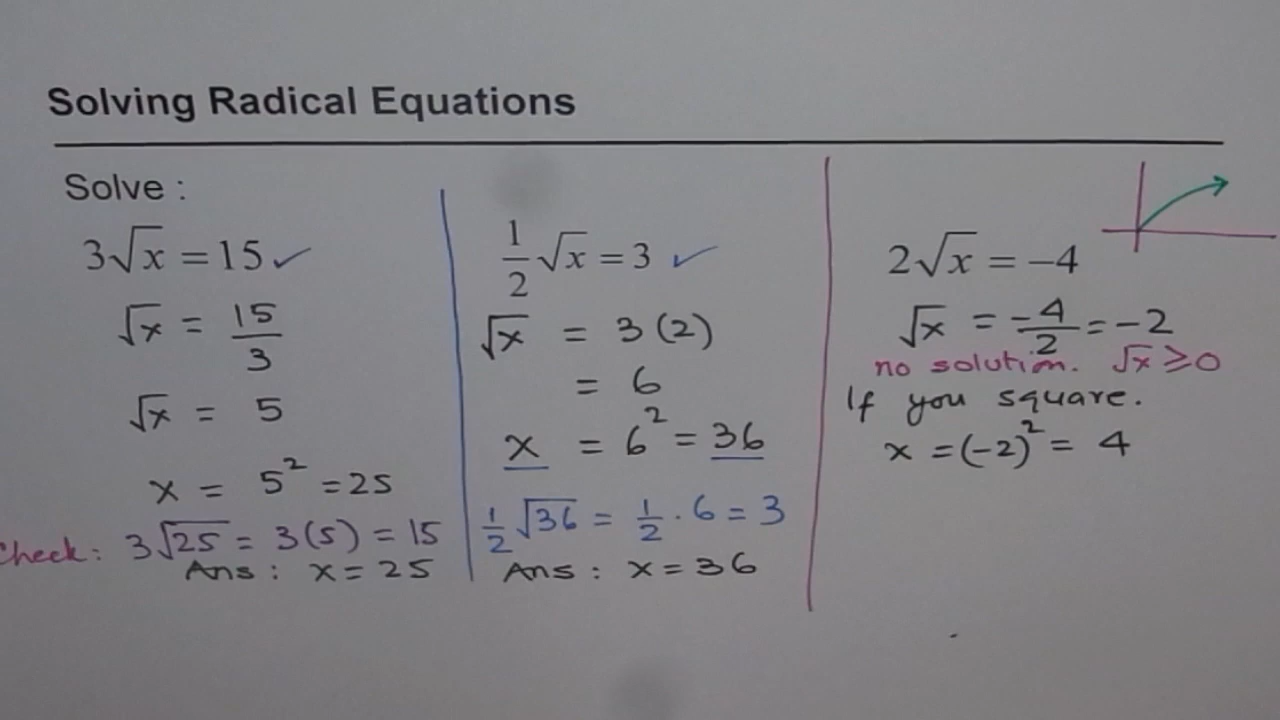 Solving Radical Equations
Solve :
3√x = 15 ✓
√x = 15/3
√x = 5
x = 5² = 25
Check: 3√25 = 3(5) = 15
Ans : x = 25
1/2 √x = 3 ✓
√x = 3(2)
= 6
x = 6² = 36
1/2 √36 = 1/2 · 6 = 3
Ans : x = 36
2√x = −4
√x = −4/2 = −2
no solution. √x ≥ 0
If you square.
x = (−2)² = 4